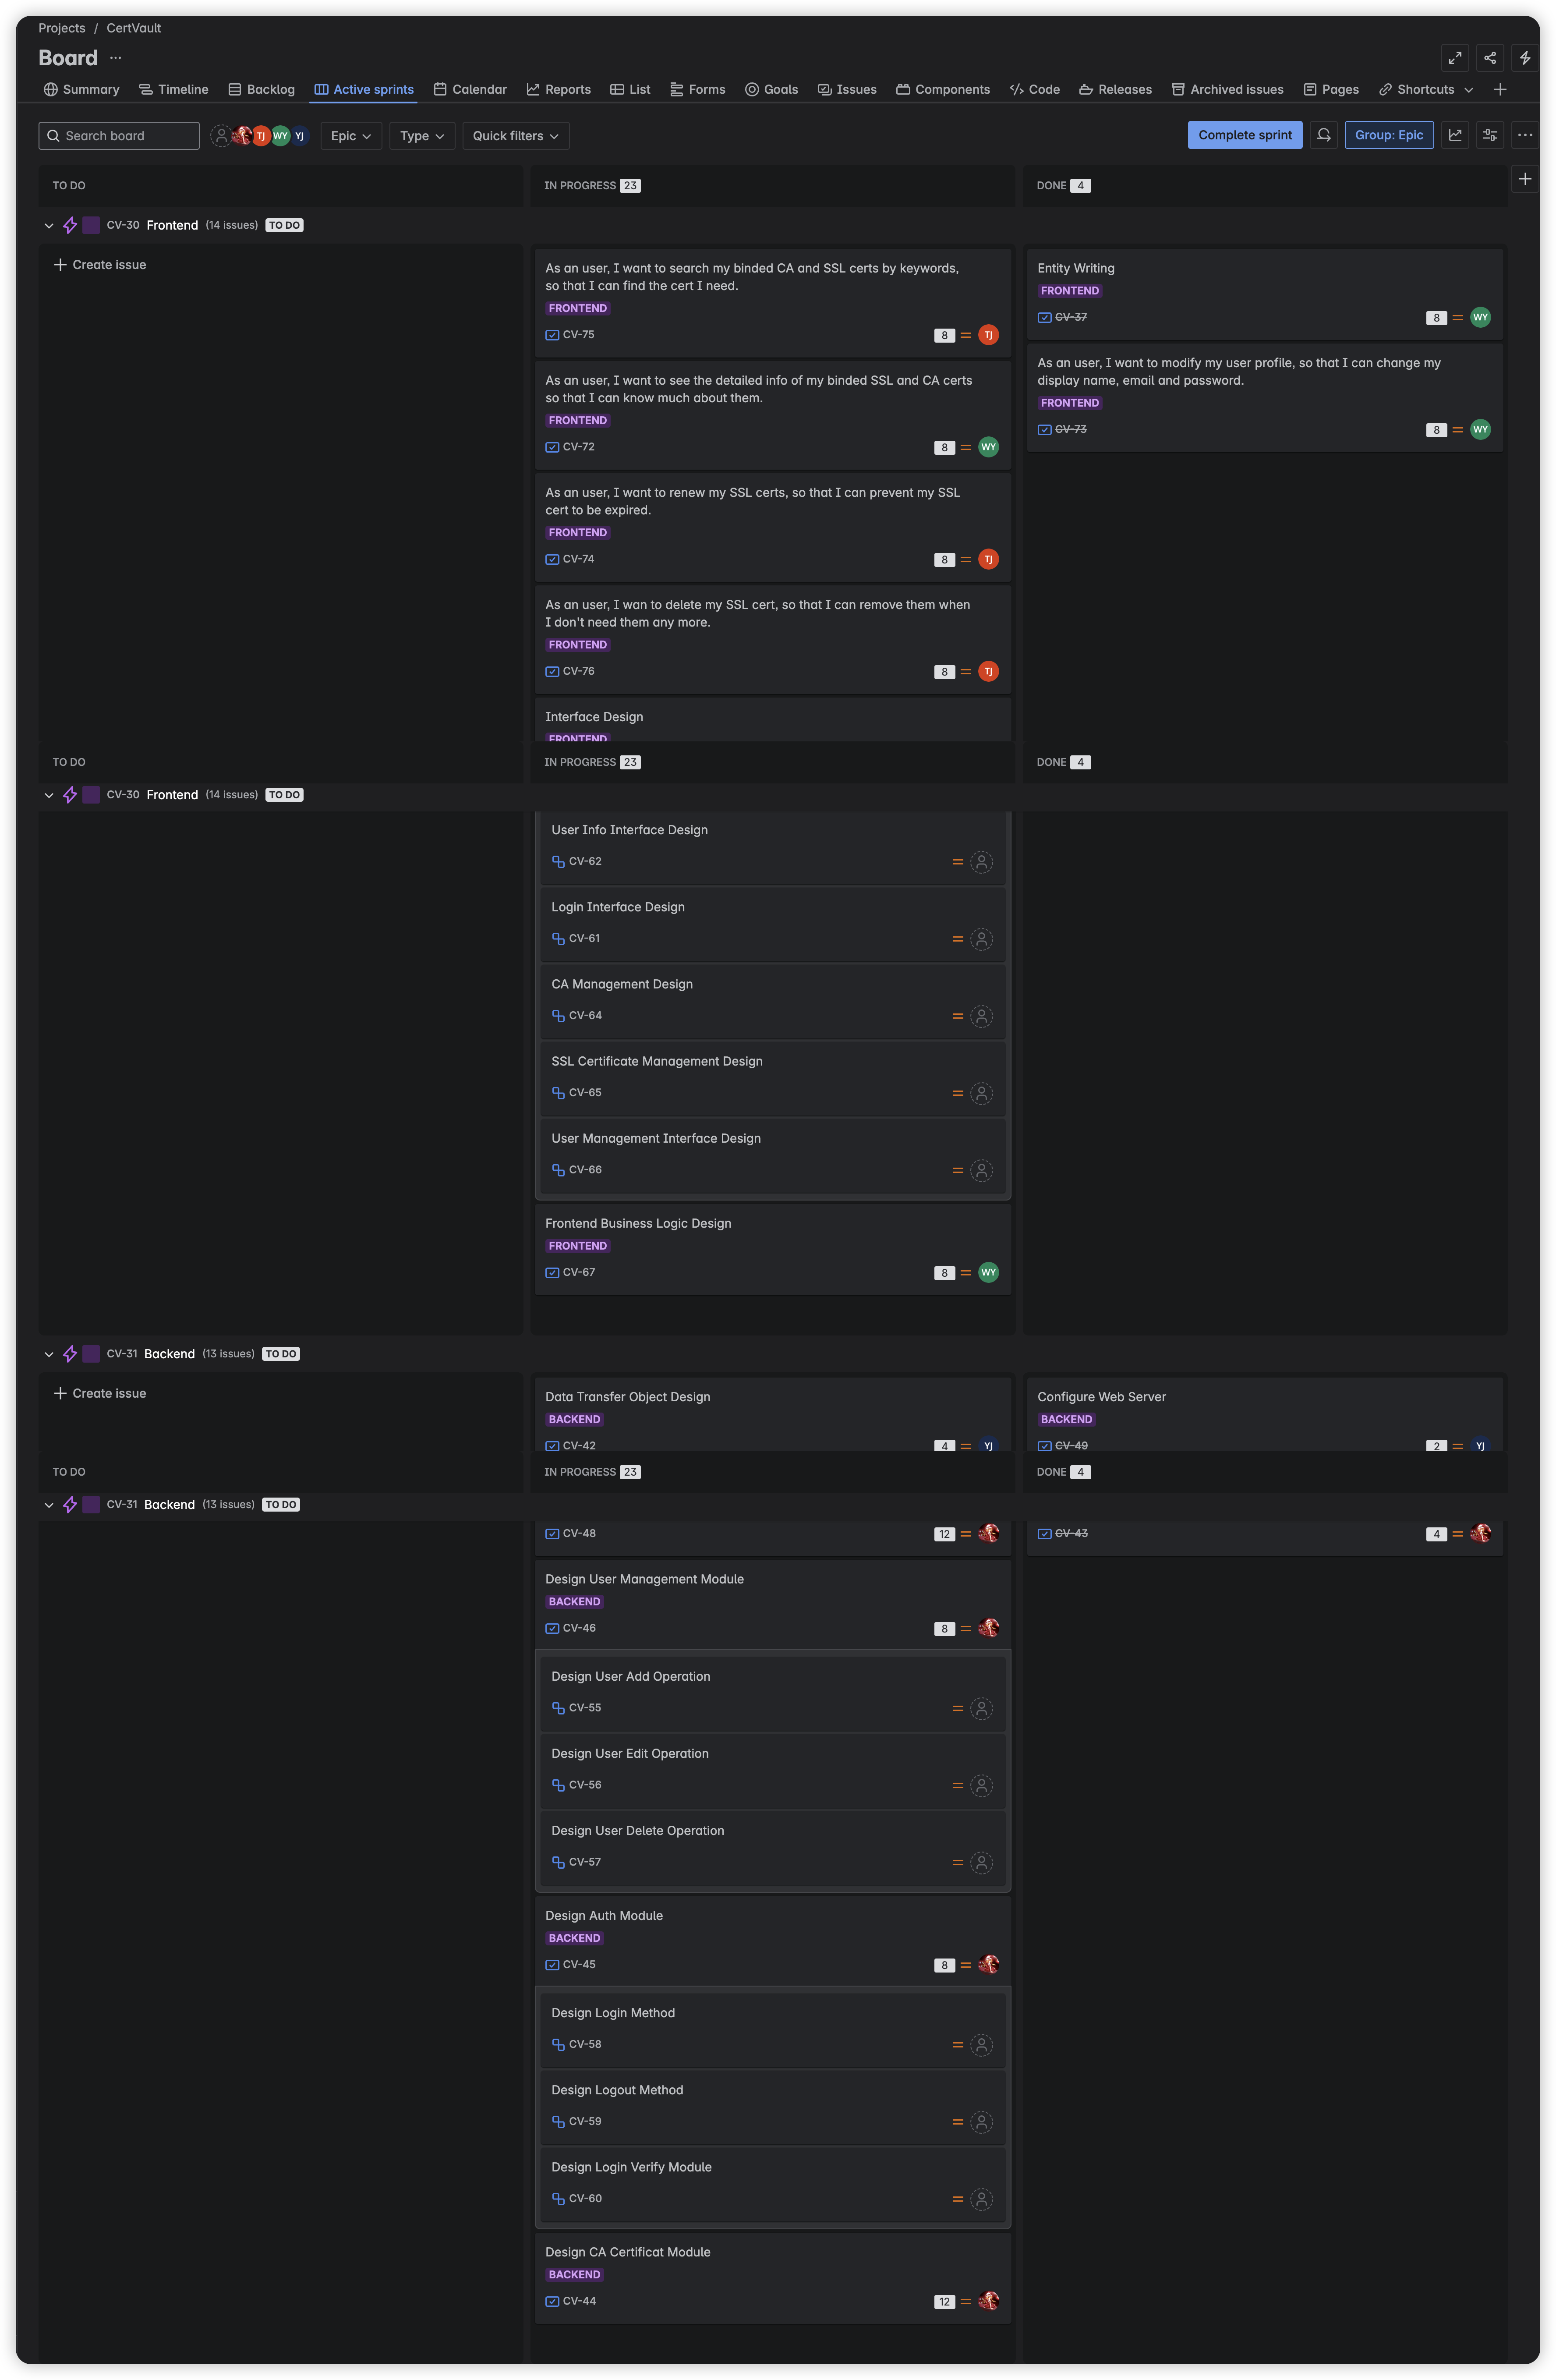 Projects / CertVault
Board ...
Summary Timeline Backlog Active sprints Calendar Reports List Forms Goals Issues Components Code Releases Archived issues Pages Shortcuts
Search board TJ WY YJ Epic Type Quick filters Complete sprint Group: Epic
TO DO IN PROGRESS 23 DONE 4
CV-30 Frontend (14 issues) TO DO
Create issue
As an user, I want to search my binded CA and SSL certs by keywords,
so that I can find the cert I need.
FRONTEND
CV-75 8 TJ
As an user, I want to see the detailed info of my binded SSL and CA certs
so that I can know much about them.
FRONTEND
CV-72 8 WY
As an user, I want to renew my SSL certs, so that I can prevent my SSL
cert to be expired.
FRONTEND
CV-74 8 TJ
As an user, I wan to delete my SSL cert, so that I can remove them when
I don't need them any more.
FRONTEND
CV-76 8 TJ
Interface Design
FRONTEND
Entity Writing
FRONTEND
CV-37 8 WY
As an user, I want to modify my user profile, so that I can change my
display name, email and password.
FRONTEND
CV-73 8 WY
TO DO IN PROGRESS 23 DONE 4
CV-30 Frontend (14 issues) TO DO
User Info Interface Design
CV-62
Login Interface Design
CV-61
CA Management Design
CV-64
SSL Certificate Management Design
CV-65
User Management Interface Design
CV-66
Frontend Business Logic Design
FRONTEND
CV-67 8 WY
CV-31 Backend (13 issues) TO DO
Create issue
Data Transfer Object Design
BACKEND
CV-42 4 YJ
Configure Web Server
BACKEND
CV-49 2 YJ
TO DO IN PROGRESS 23 DONE 4
CV-31 Backend (13 issues) TO DO
CV-48 12
CV-43 4
Design User Management Module
BACKEND
CV-46 8
Design User Add Operation
CV-55
Design User Edit Operation
CV-56
Design User Delete Operation
CV-57
Design Auth Module
BACKEND
CV-45 8
Design Login Method
CV-58
Design Logout Method
CV-59
Design Login Verify Module
CV-60
Design CA Certificat Module
BACKEND
CV-44 12